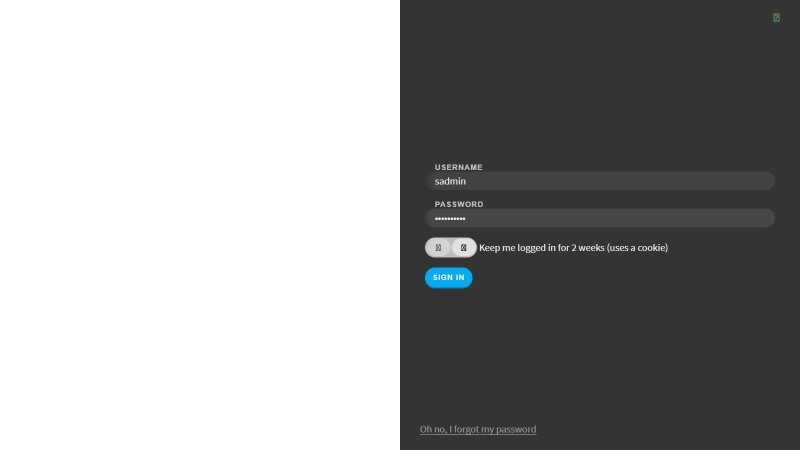 USERNAME
sadmin
PASSWORD
••••••••••
Keep me logged in for 2 weeks (uses a cookie)
SIGN IN
Oh no, I forgot my password